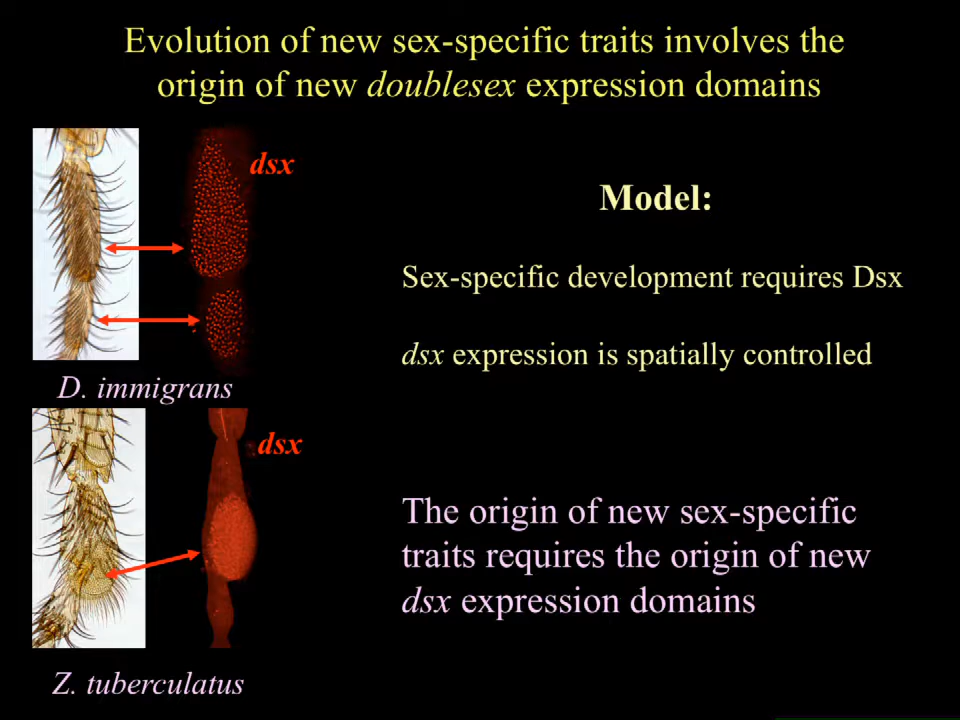 Evolution of new sex-specific traits involves the
origin of new doublesex expression domains
dsx
Model:
Sex-specific development requires Dsx
dsx expression is spatially controlled
D. immigrans
dsx
The origin of new sex-specific
traits requires the origin of new
dsx expression domains
Z. tuberculatus